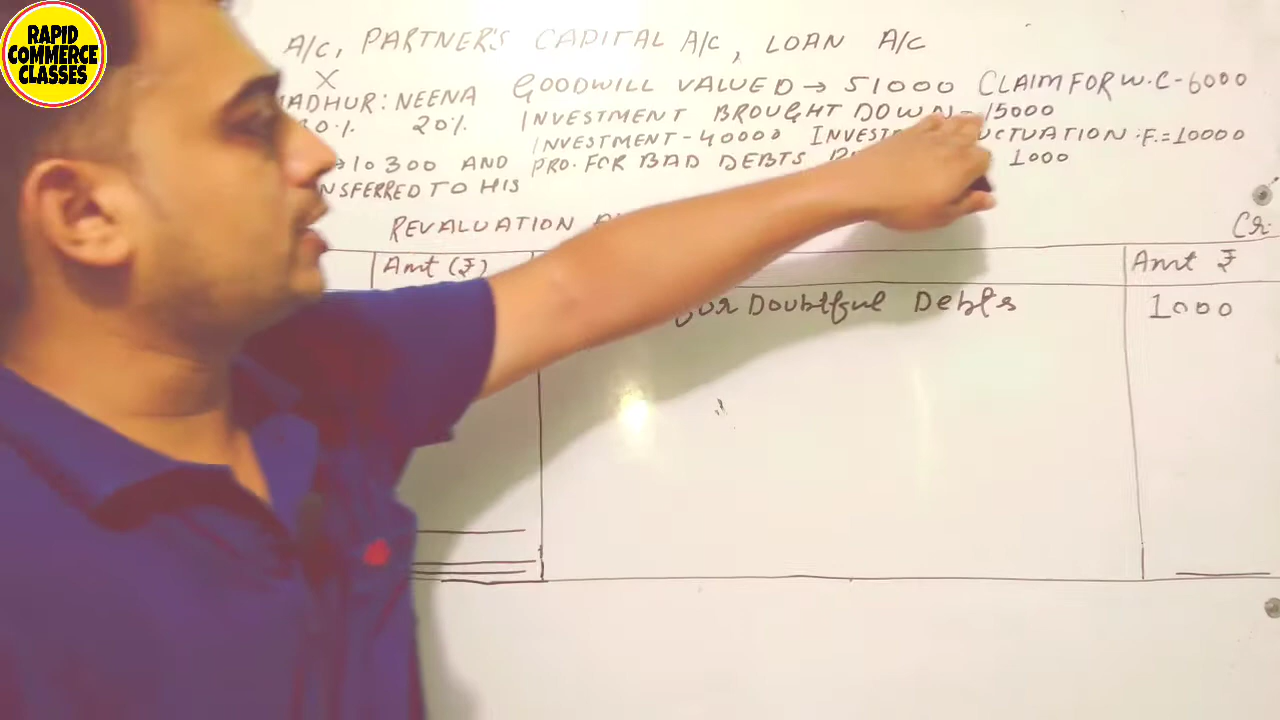 RAPID
COMMERCE
CLASSES
A/C, PARTNER'S CAPITAL A/C, LOAN A/C
X
GOODWILL VALUED → 51000 CLAIM FOR W.C - 6000
MADHUR: NEENA
20% INVESTMENT BROUGHT DOWN - 15000
INVESTMENT - 40000 F. = 10000
10300 AND PRO. FOR BAD DEBTS 1000
TO HIS
REVALUATION
Cr.
Amt (₹) Amt ₹
Doubtful Debts 1000